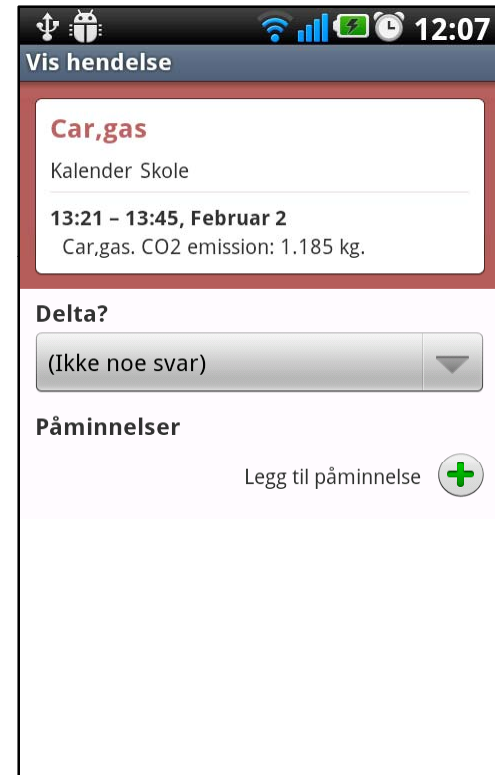 12:07
Vis hendelse
Car,gas
Kalender Skole
13:21 – 13:45, Februar 2
Car,gas. CO2 emission: 1.185 kg.
Delta?
(Ikke noe svar)
Påminnelser
Legg til påminnelse